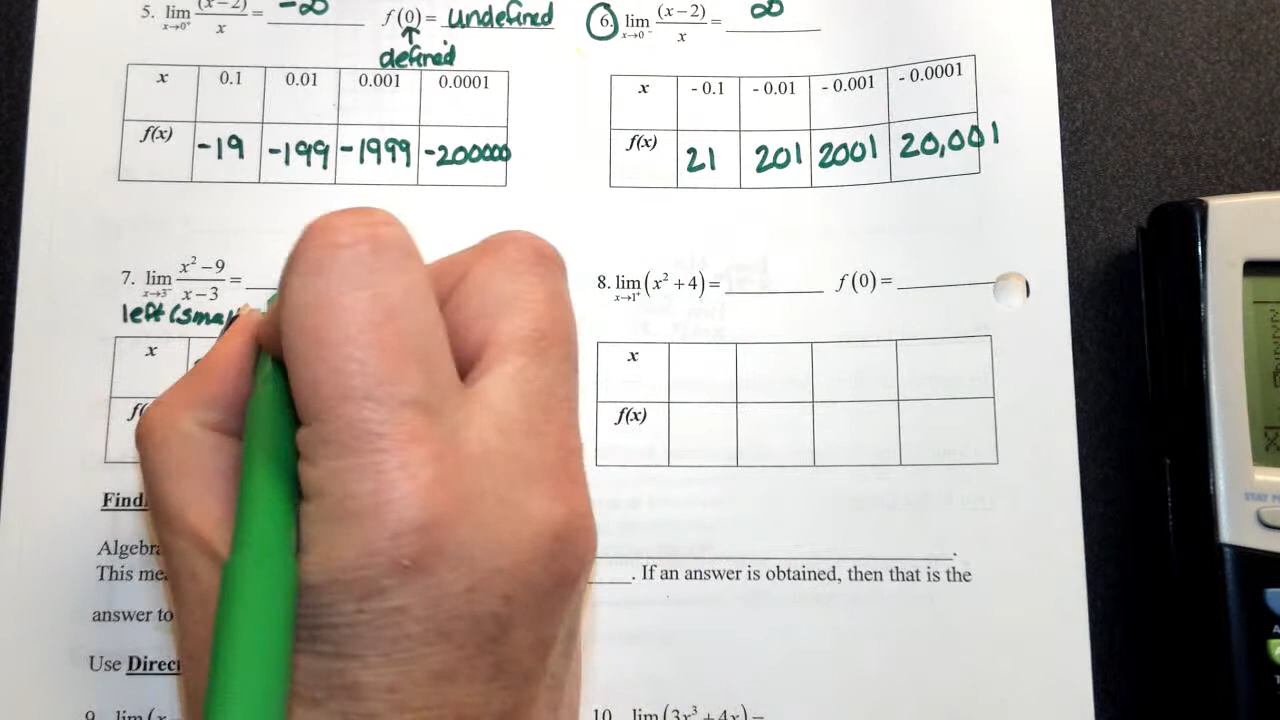 5. lim x→0⁺ (x−2)/x = -∞ f(0) = undefined
defined
x 0.1 0.01 0.001 0.0001
f(x) -19 -199 -1999 -200000
6. lim x→0⁻ (x−2)/x = ∞
x - 0.1 - 0.01 - 0.001 - 0.0001
f(x) 21 201 2001 20,001
7. lim x→3⁻ (x² − 9)/(x − 3) =
left (smal
x
8. lim x→1⁺ (x² + 4) = f(0) =
x
f(x)
Find
Algebra
This me . If an answer is obtained, then that is the
answer to
Use Direc
9. lim (x
10. lim (3x³ + 4x) =